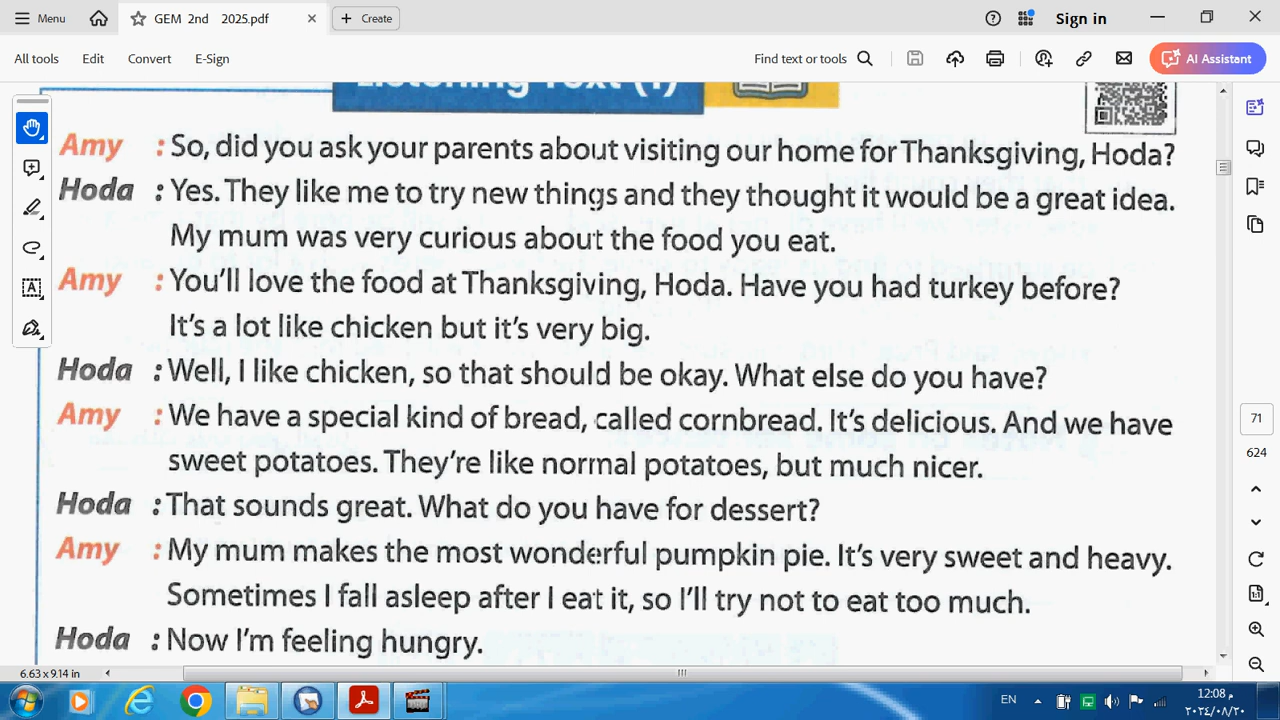 Menu
GEM 2nd 2025.pdf
Create
Sign in
All tools
Edit
Convert
E-Sign
Find text or tools
AI Assistant
Listening Text (1)
Amy : So, did you ask your parents about visiting our home for Thanksgiving, Hoda?
Hoda : Yes. They like me to try new things and they thought it would be a great idea.
My mum was very curious about the food you eat.
Amy : You'll love the food at Thanksgiving, Hoda. Have you had turkey before?
It's a lot like chicken but it's very big.
Hoda : Well, I like chicken, so that should be okay. What else do you have?
Amy : We have a special kind of bread, called cornbread. It's delicious. And we have
sweet potatoes. They're like normal potatoes, but much nicer.
Hoda : That sounds great. What do you have for dessert?
Amy : My mum makes the most wonderful pumpkin pie. It's very sweet and heavy.
Sometimes I fall asleep after I eat it, so I'll try not to eat too much.
Hoda : Now I'm feeling hungry.
71
624
6.63 x 9.14 in
EN
12:08 م
٢٠٢٤/٠٨/٢٠